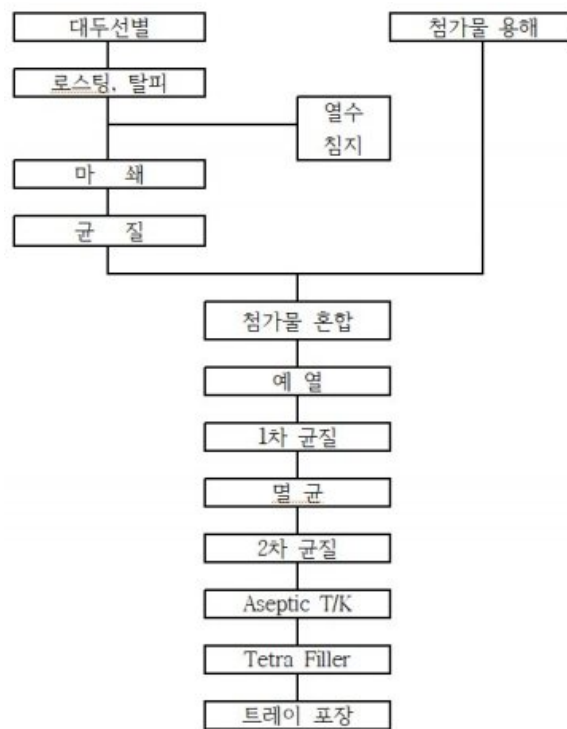 대두선별
첨가물 용해
로스팅, 탈피
열수
침지
마 쇄
균 질
첨가물 혼합
예 열
1차 균질
멸 균
2차 균질
Aseptic T/K
Tetra Filler
트레이 포장